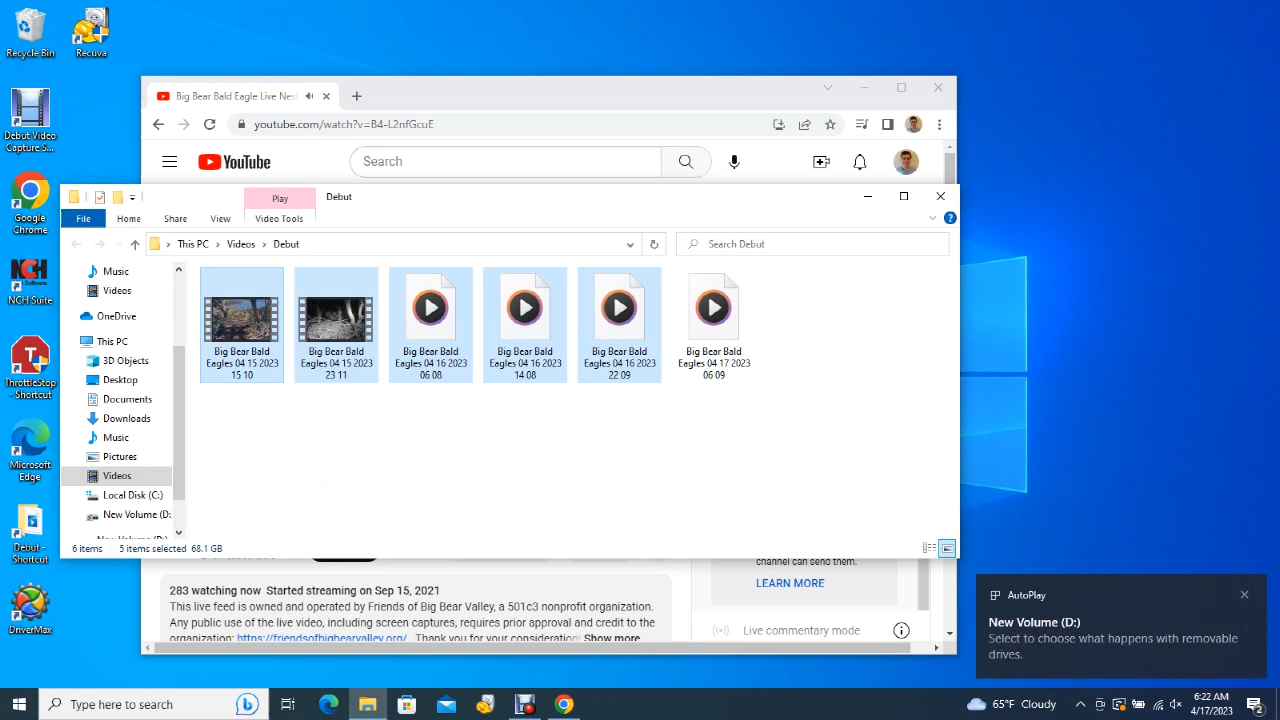 Recycle Bin
Recuva
Debut Video
Capture S...
Google
Chrome
NCH
Software
NCH Suite
ThrottleStop
- Shortcut
Microsoft
Edge
Debut -
Shortcut
DriverMax
Big Bear Bald Eagle Live Nes
youtube.com/watch?v=B4-L2nfGcuE
YouTube
Search
Play
Debut
File
Home
Share
View
Video Tools
This PC
Videos
Debut
Search Debut
Music
Videos
OneDrive
This PC
3D Objects
Desktop
Documents
Downloads
Music
Pictures
Videos
Local Disk (C:)
New Volume (D:
Big Bear Bald
Eagles 04 15 2023
15 10
Big Bear Bald
Eagles 04 15 2023
23 11
Big Bear Bald
Eagles 04 16 2023
06 08
Big Bear Bald
Eagles 04 16 2023
14 08
Big Bear Bald
Eagles 04 16 2023
22 09
Big Bear Bald
Eagles 04 17 2023
06 09
6 items
5 items selected 68.1 GB
283 watching now Started streaming on Sep 15, 2021
This live feed is owned and operated by Friends of Big Bear Valley, a 501c3 nonprofit organization.
Any public use of the live video, including screen captures, requires prior approval and credit to the
organization: https://friendsofbigbearvalley.org/ . Thank you for your consideration! Show more
channel can send them.
LEARN MORE
Live commentary mode
AutoPlay
New Volume (D:)
Select to choose what happens with removable
drives.
Type here to search
65°F Cloudy
6:22 AM
4/17/2023
2